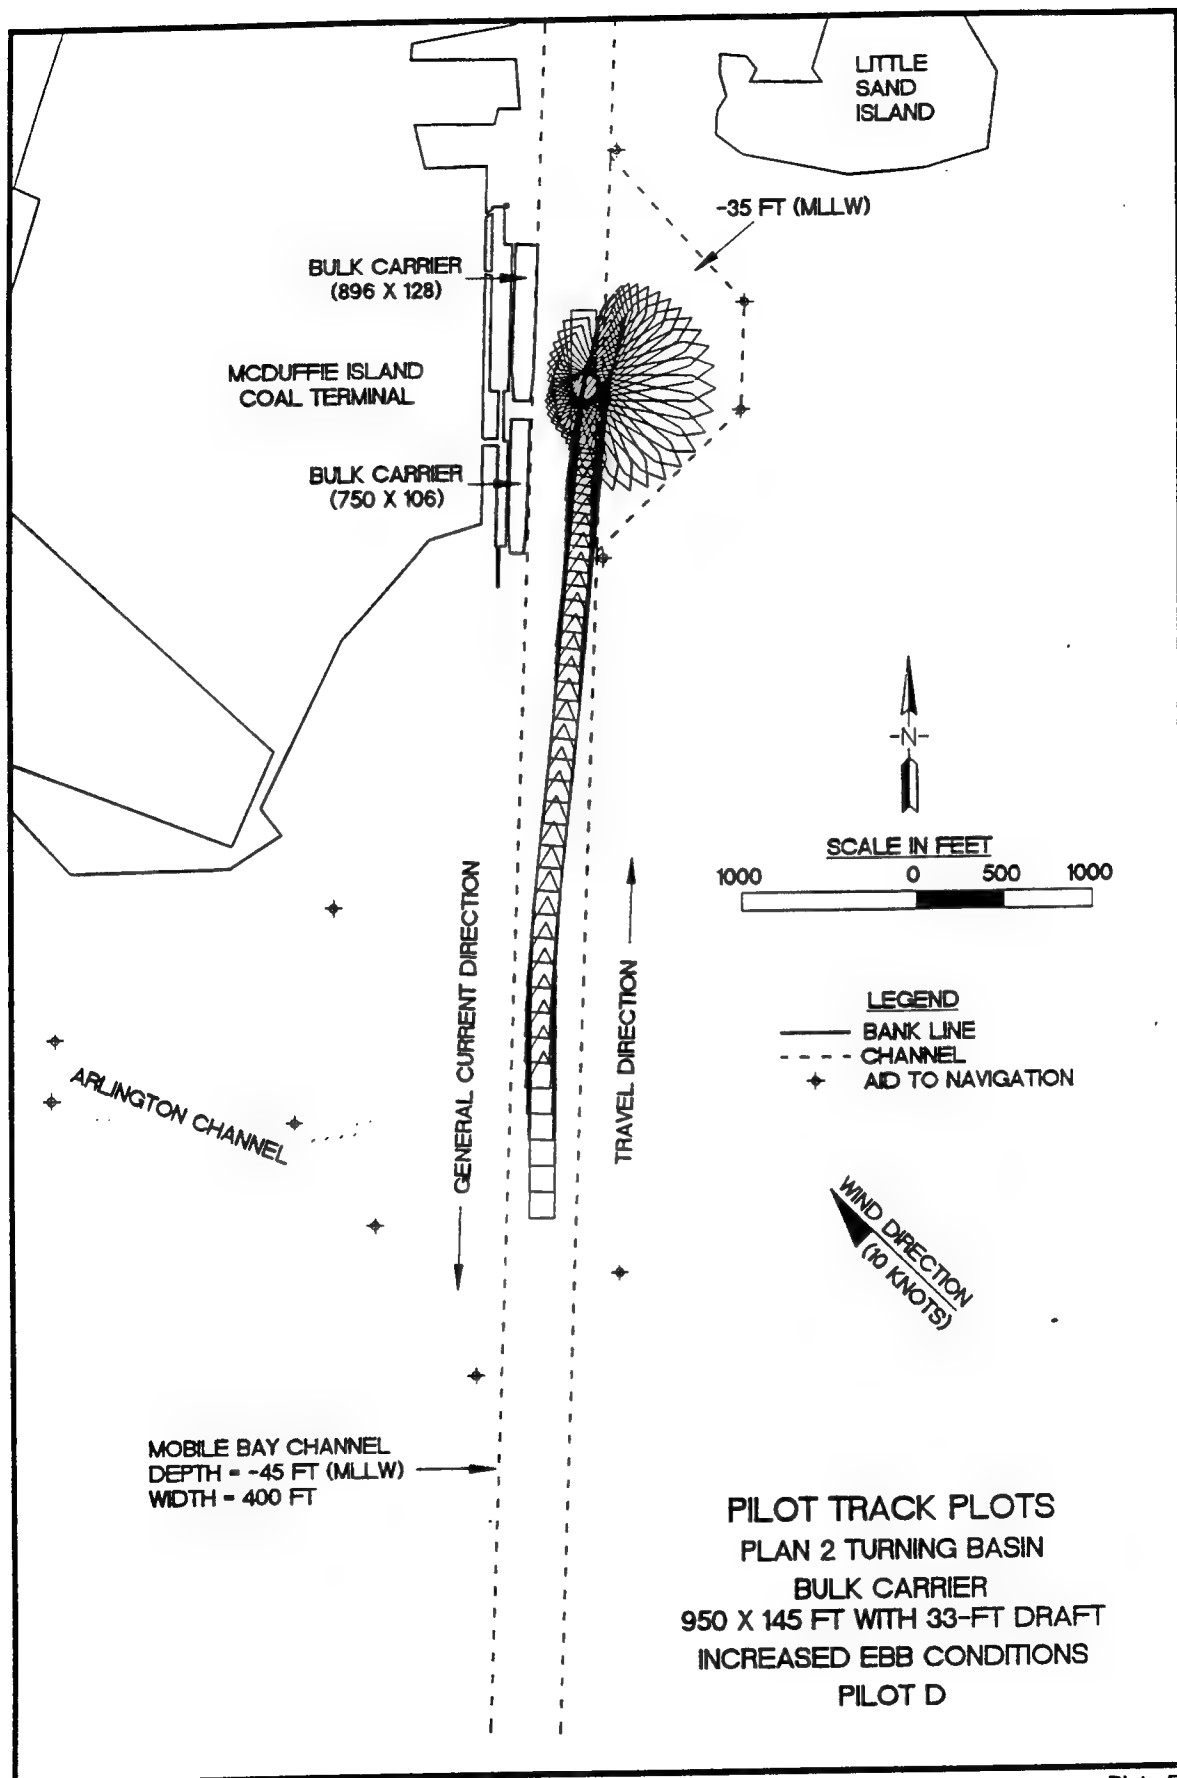 LITTLE
SAND
ISLAND
-35 FT (MLLW)
BULK CARRIER
(896 X 128)
MCDUFFIE ISLAND
COAL TERMINAL
BULK CARRIER
(750 X 106)
-N-
SCALE IN FEET
1000 0 500 1000
GENERAL CURRENT DIRECTION
TRAVEL DIRECTION
LEGEND
BANK LINE
CHANNEL
AID TO NAVIGATION
ARLINGTON CHANNEL
WIND DIRECTION
(10 KNOTS)
MOBILE BAY CHANNEL
DEPTH = -45 FT (MLLW)
WIDTH = 400 FT
PILOT TRACK PLOTS
PLAN 2 TURNING BASIN
BULK CARRIER
950 X 145 FT WITH 33-FT DRAFT
INCREASED EBB CONDITIONS
PILOT D